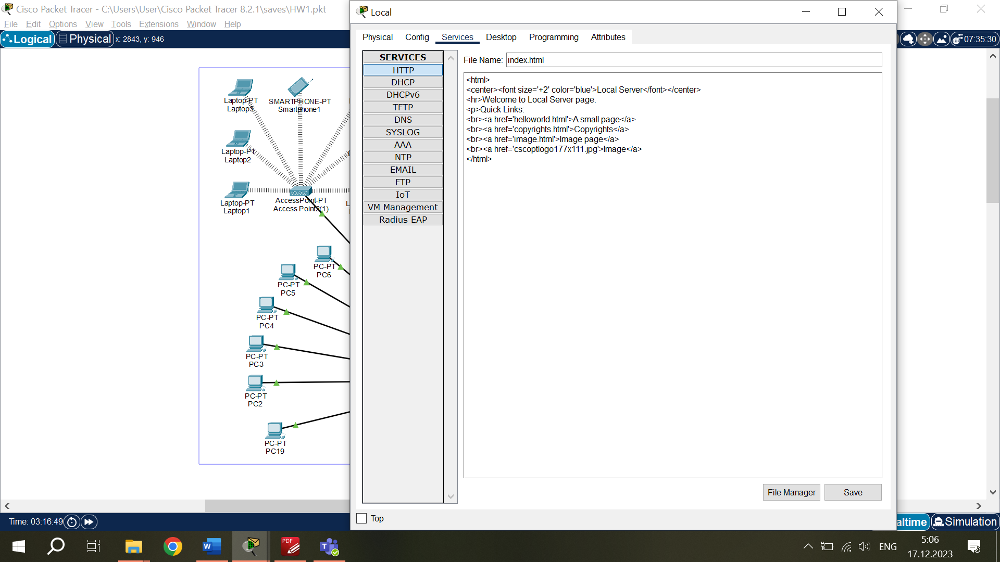 Cisco Packet Tracer - C:\Users\User\Cisco Packet Tracer 8.2.1\saves\HW1.pkt
File Edit Options View Tools Extensions Window Help
Logical Physical x: 2843, y: 946
07:35:30
Laptop-PT
Laptop3
SMARTPHONE-PT
Smartphone1
Laptop-PT
Laptop2
Laptop-PT
Laptop1
AccessPoint-PT
Access Point2(1)
PC-PT
PC6
PC-PT
PC5
PC-PT
PC4
PC-PT
PC3
PC-PT
PC2
PC-PT
PC19
Local
Physical Config Services Desktop Programming Attributes
SERVICES
HTTP
DHCP
DHCPv6
TFTP
DNS
SYSLOG
AAA
NTP
EMAIL
FTP
IoT
VM Management
Radius EAP
File Name: index.html
<html>
<center><font size='+2' color='blue'>Local Server</font></center>
<hr>Welcome to Local Server page.
<p>Quick Links:
<br><a href='helloworld.html'>A small page</a>
<br><a href='copyrights.html'>Copyrights</a>
<br><a href='image.html'>Image page</a>
<br><a href='cscoptlogo177x111.jpg'>Image</a>
</html>
File Manager Save
Top
Time: 03:16:49
altime Simulation
PDF
ENG
5:06
17.12.2023